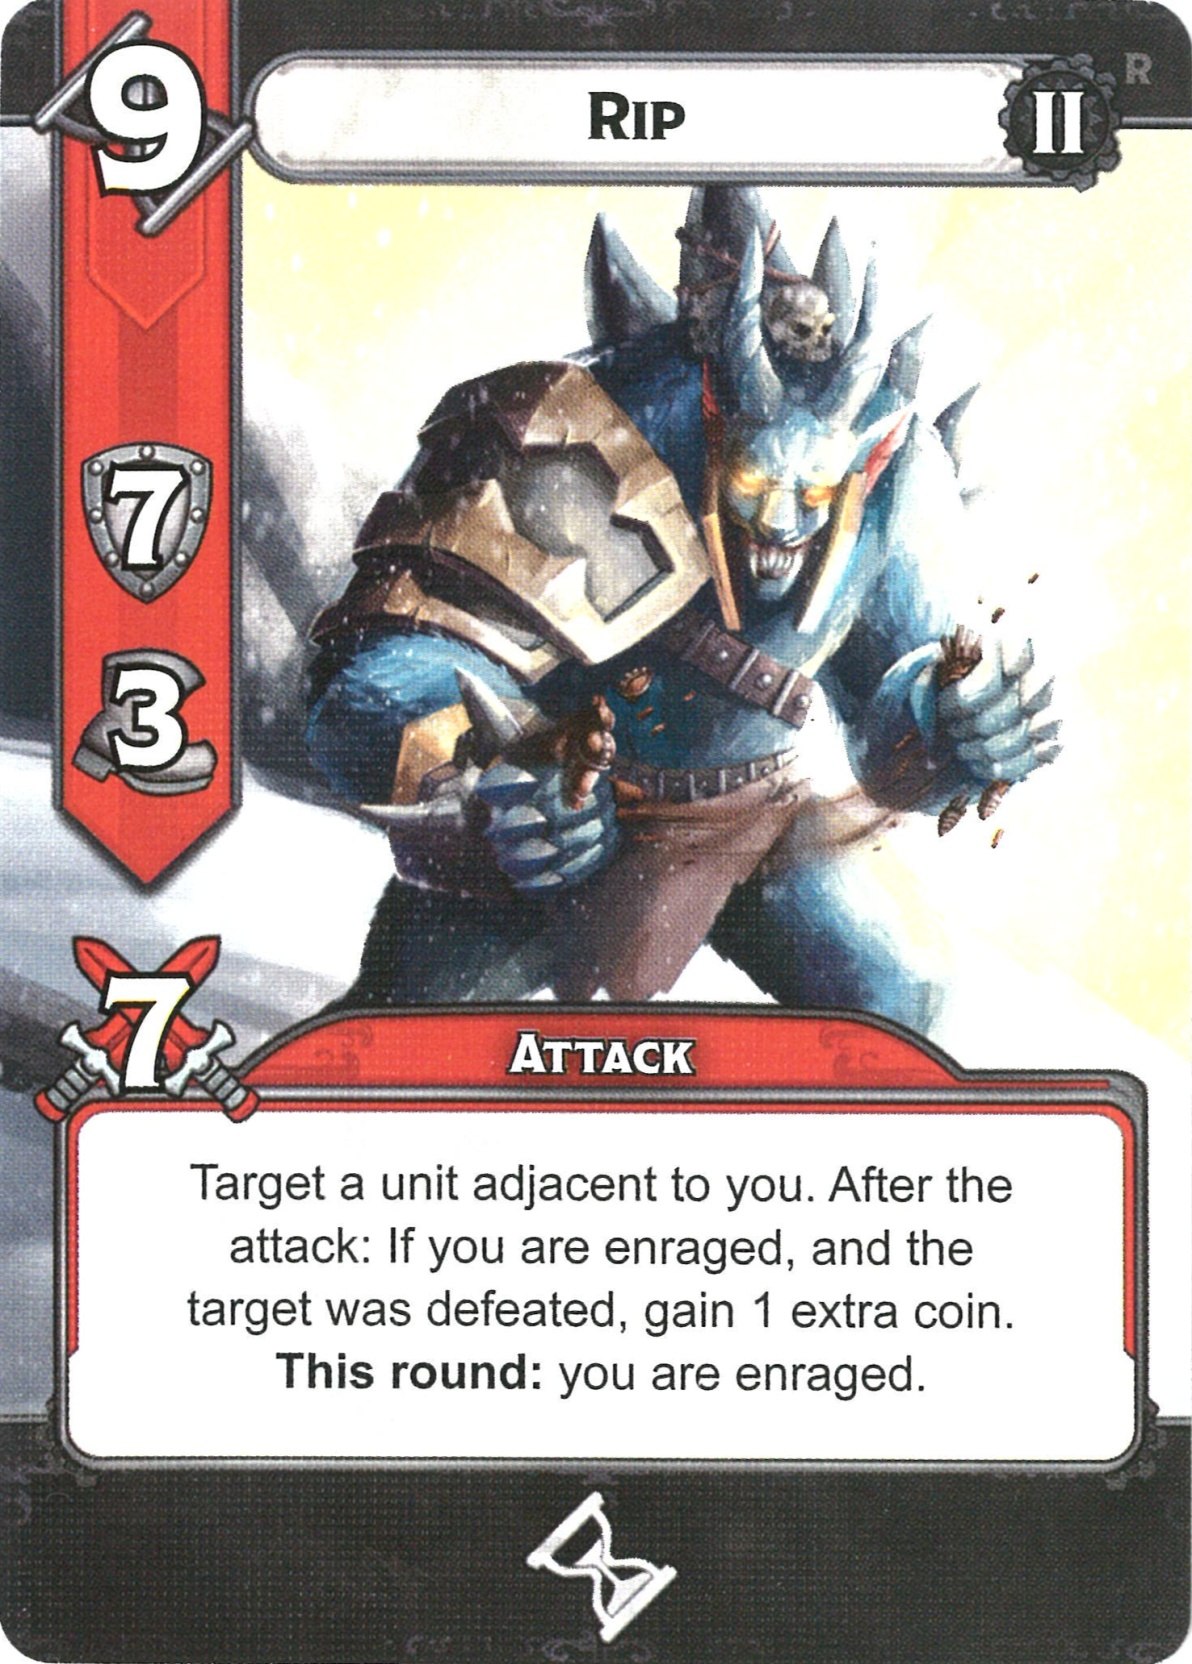 9
RIP
II
R
7
3
7
ATTACK
Target a unit adjacent to you. After the
attack: If you are enraged, and the
target was defeated, gain 1 extra coin.
This round: you are enraged.